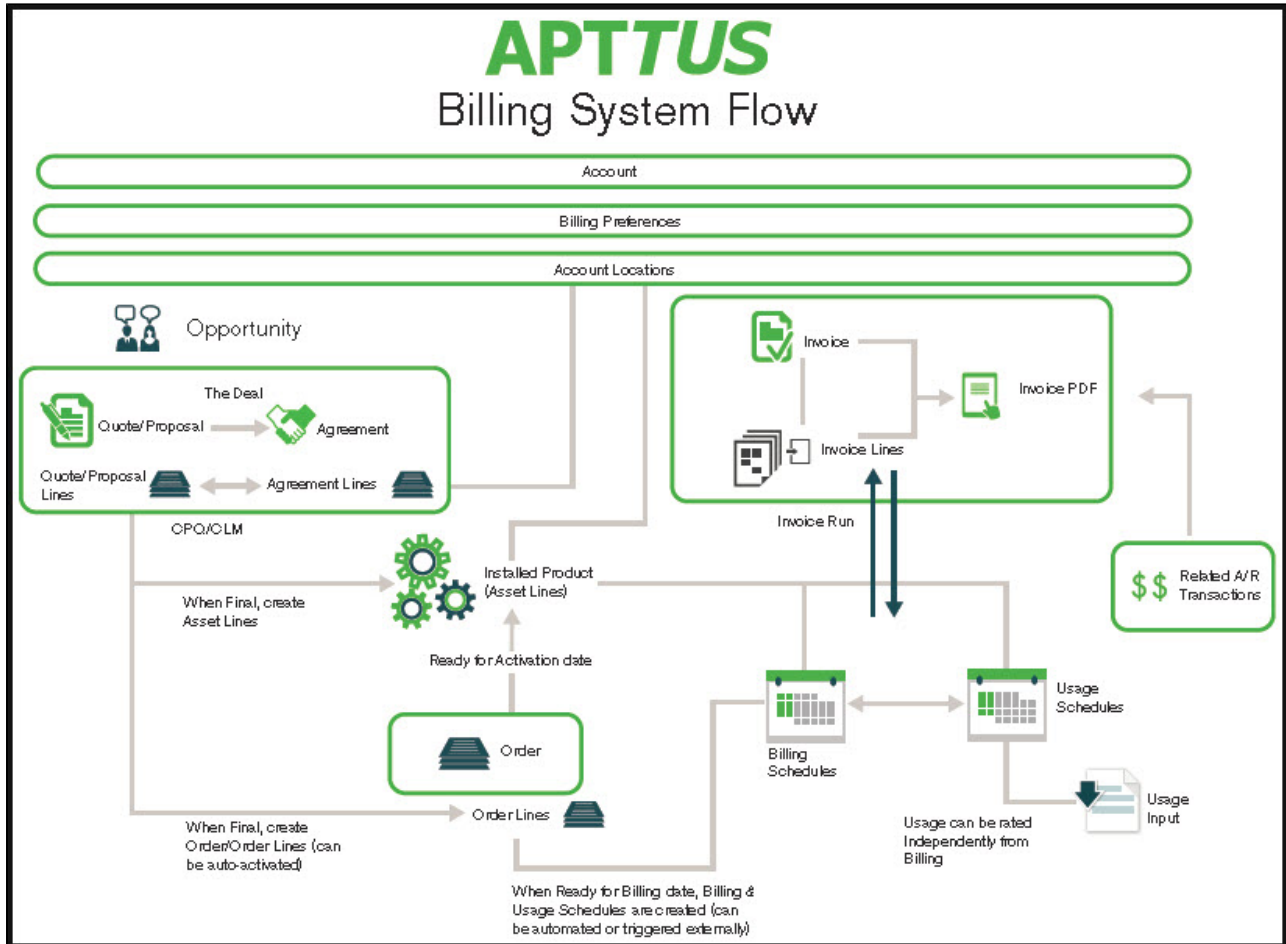 APTTUS
Billing System Flow
Account
Billing Preferences
Account Locations
Opportunity
The Deal
Quote/Proposal
Agreement
Quote/Proposal
Lines
Agreement Lines
CPQ/CLM
Invoice
Invoice PDF
Invoice Lines
Invoice Run
$$
Related A/R
Transactions
When Final, create
Asset Lines
Installed Product
(Asset Lines)
Ready for Activation date
Order
Order Lines
When Final, create
Order/Order Lines (can
be auto-activated)
When Ready for Billing date, Billing &
Usage Schedules are created (can
be automated or triggered externally)
Billing
Schedules
Usage
Schedules
Usage can be rated
Independently from
Billing
Usage
Input